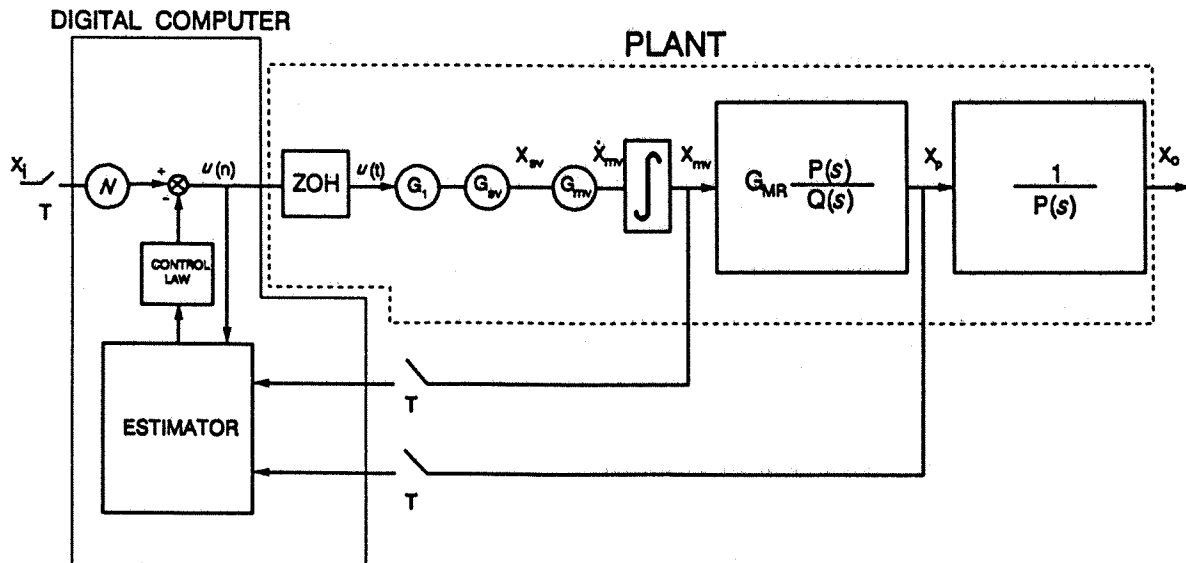 DIGITAL COMPUTER
PLANT
X_i
T
N
+
-
u(n)
ZOH
u(t)
G_1
G_sv
X_sv
G_mv
Ẋ_mv
∫
X_mv
G_MR P(s)/Q(s)
X_p
1/P(s)
X_o
CONTROL
LAW
ESTIMATOR
T
T